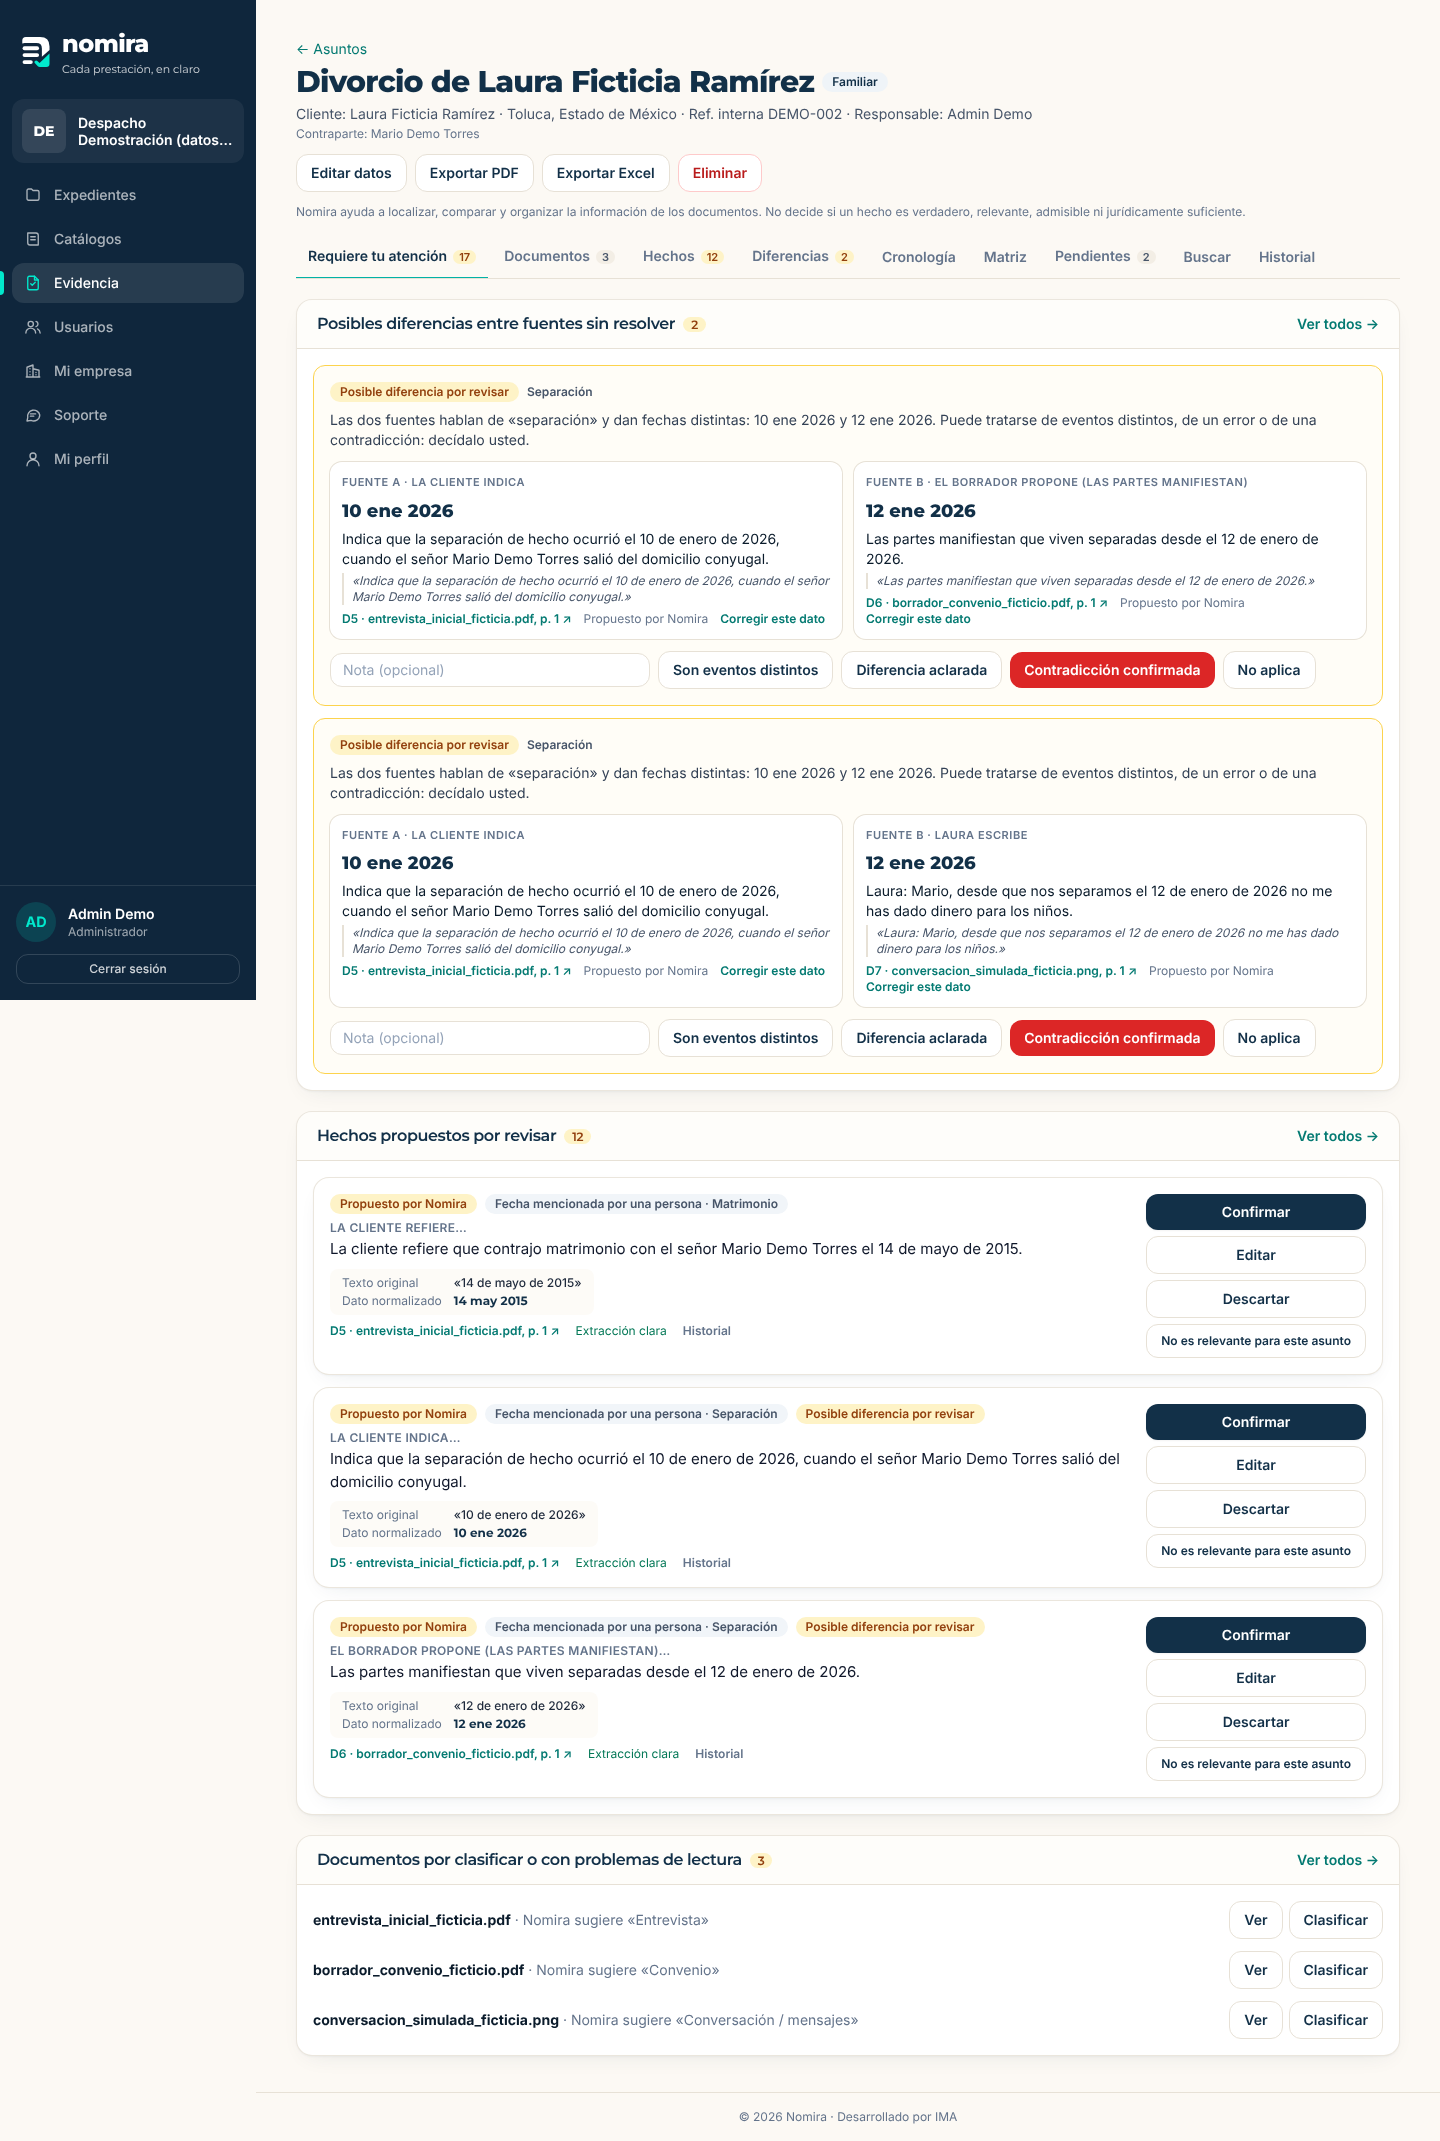 nomira
Cada prestación, en claro
DE
Despacho
Demostración (datos...
Expedientes
Catálogos
Evidencia
Usuarios
Mi empresa
Soporte
Mi perfil
AD
Admin Demo
Administrador
Cerrar sesión
← Asuntos
Divorcio de Laura Ficticia Ramírez Familiar
Cliente: Laura Ficticia Ramírez · Toluca, Estado de México · Ref. interna DEMO-002 · Responsable: Admin Demo
Contraparte: Mario Demo Torres
Editar datos Exportar PDF Exportar Excel Eliminar
Nomira ayuda a localizar, comparar y organizar la información de los documentos. No decide si un hecho es verdadero, relevante, admisible ni jurídicamente suficiente.
Requiere tu atención 17 Documentos 3 Hechos 12 Diferencias 2 Cronología Matriz Pendientes 2 Buscar Historial
Posibles diferencias entre fuentes sin resolver 2 Ver todos →
Posible diferencia por revisar Separación
Las dos fuentes hablan de «separación» y dan fechas distintas: 10 ene 2026 y 12 ene 2026. Puede tratarse de eventos distintos, de un error o de una
contradicción: decídalo usted.
FUENTE A · LA CLIENTE INDICA
10 ene 2026
Indica que la separación de hecho ocurrió el 10 de enero de 2026,
cuando el señor Mario Demo Torres salió del domicilio conyugal.
«Indica que la separación de hecho ocurrió el 10 de enero de 2026, cuando el señor
Mario Demo Torres salió del domicilio conyugal.»
D5 · entrevista_inicial_ficticia.pdf, p. 1 ↗ Propuesto por Nomira Corregir este dato
FUENTE B · EL BORRADOR PROPONE (LAS PARTES MANIFIESTAN)
12 ene 2026
Las partes manifiestan que viven separadas desde el 12 de enero de
2026.
«Las partes manifiestan que viven separadas desde el 12 de enero de 2026.»
D6 · borrador_convenio_ficticio.pdf, p. 1 ↗ Propuesto por Nomira
Corregir este dato
Nota (opcional) Son eventos distintos Diferencia aclarada Contradicción confirmada No aplica
Posible diferencia por revisar Separación
Las dos fuentes hablan de «separación» y dan fechas distintas: 10 ene 2026 y 12 ene 2026. Puede tratarse de eventos distintos, de un error o de una
contradicción: decídalo usted.
FUENTE A · LA CLIENTE INDICA
10 ene 2026
Indica que la separación de hecho ocurrió el 10 de enero de 2026,
cuando el señor Mario Demo Torres salió del domicilio conyugal.
«Indica que la separación de hecho ocurrió el 10 de enero de 2026, cuando el señor
Mario Demo Torres salió del domicilio conyugal.»
D5 · entrevista_inicial_ficticia.pdf, p. 1 ↗ Propuesto por Nomira Corregir este dato
FUENTE B · LAURA ESCRIBE
12 ene 2026
Laura: Mario, desde que nos separamos el 12 de enero de 2026 no me
has dado dinero para los niños.
«Laura: Mario, desde que nos separamos el 12 de enero de 2026 no me has dado
dinero para los niños.»
D7 · conversacion_simulada_ficticia.png, p. 1 ↗ Propuesto por Nomira
Corregir este dato
Nota (opcional) Son eventos distintos Diferencia aclarada Contradicción confirmada No aplica
Hechos propuestos por revisar 12 Ver todos →
Propuesto por Nomira Fecha mencionada por una persona · Matrimonio
LA CLIENTE REFIERE...
La cliente refiere que contrajo matrimonio con el señor Mario Demo Torres el 14 de mayo de 2015.
Texto original «14 de mayo de 2015»
Dato normalizado 14 may 2015
D5 · entrevista_inicial_ficticia.pdf, p. 1 ↗ Extracción clara Historial
Confirmar
Editar
Descartar
No es relevante para este asunto
Propuesto por Nomira Fecha mencionada por una persona · Separación Posible diferencia por revisar
LA CLIENTE INDICA...
Indica que la separación de hecho ocurrió el 10 de enero de 2026, cuando el señor Mario Demo Torres salió del
domicilio conyugal.
Texto original «10 de enero de 2026»
Dato normalizado 10 ene 2026
D5 · entrevista_inicial_ficticia.pdf, p. 1 ↗ Extracción clara Historial
Confirmar
Editar
Descartar
No es relevante para este asunto
Propuesto por Nomira Fecha mencionada por una persona · Separación Posible diferencia por revisar
EL BORRADOR PROPONE (LAS PARTES MANIFIESTAN)...
Las partes manifiestan que viven separadas desde el 12 de enero de 2026.
Texto original «12 de enero de 2026»
Dato normalizado 12 ene 2026
D6 · borrador_convenio_ficticio.pdf, p. 1 ↗ Extracción clara Historial
Confirmar
Editar
Descartar
No es relevante para este asunto
Documentos por clasificar o con problemas de lectura 3 Ver todos →
entrevista_inicial_ficticia.pdf · Nomira sugiere «Entrevista» Ver Clasificar
borrador_convenio_ficticio.pdf · Nomira sugiere «Convenio» Ver Clasificar
conversacion_simulada_ficticia.png · Nomira sugiere «Conversación / mensajes» Ver Clasificar
© 2026 Nomira · Desarrollado por IMA